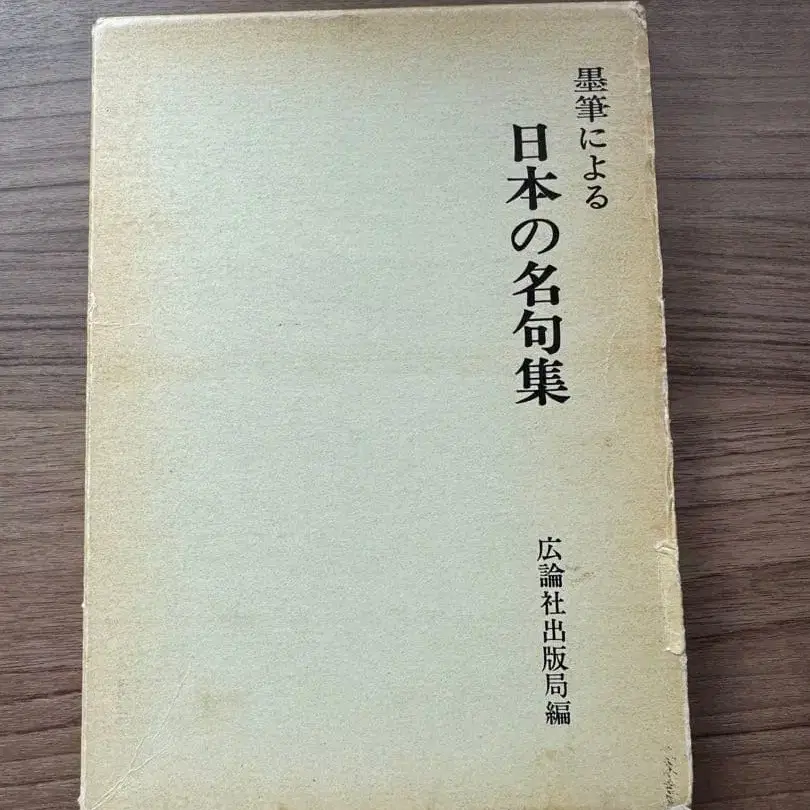 墨筆による
日本の名句集
広論社出版局編